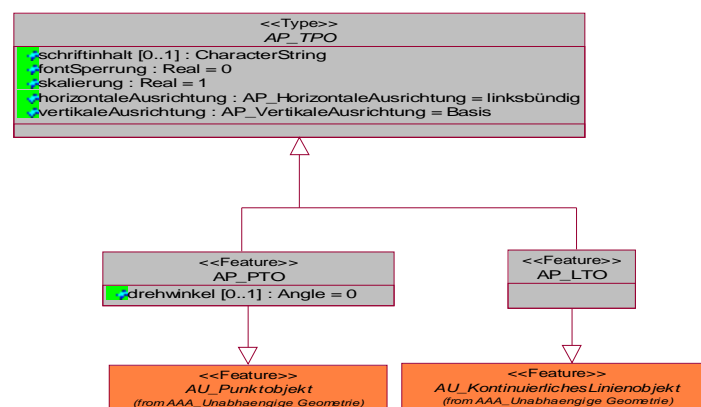 <<Type>>
AP_TPO
schriftinhalt [0..1] : CharacterString
fontSperrung : Real = 0
skalierung : Real = 1
horizontaleAusrichtung : AP_HorizontaleAusrichtung = linksbündig
vertikaleAusrichtung : AP_VertikaleAusrichtung = Basis
<<Feature>>
AP_PTO
drehwinkel [0..1] : Angle = 0
<<Feature>>
AP_LTO
<<Feature>>
AU_Punktobjekt
(from AAA_Unabhaengige Geometrie)
<<Feature>>
AU_KontinuierlichesLinienobjekt
(from AAA_Unabhaengige Geometrie)